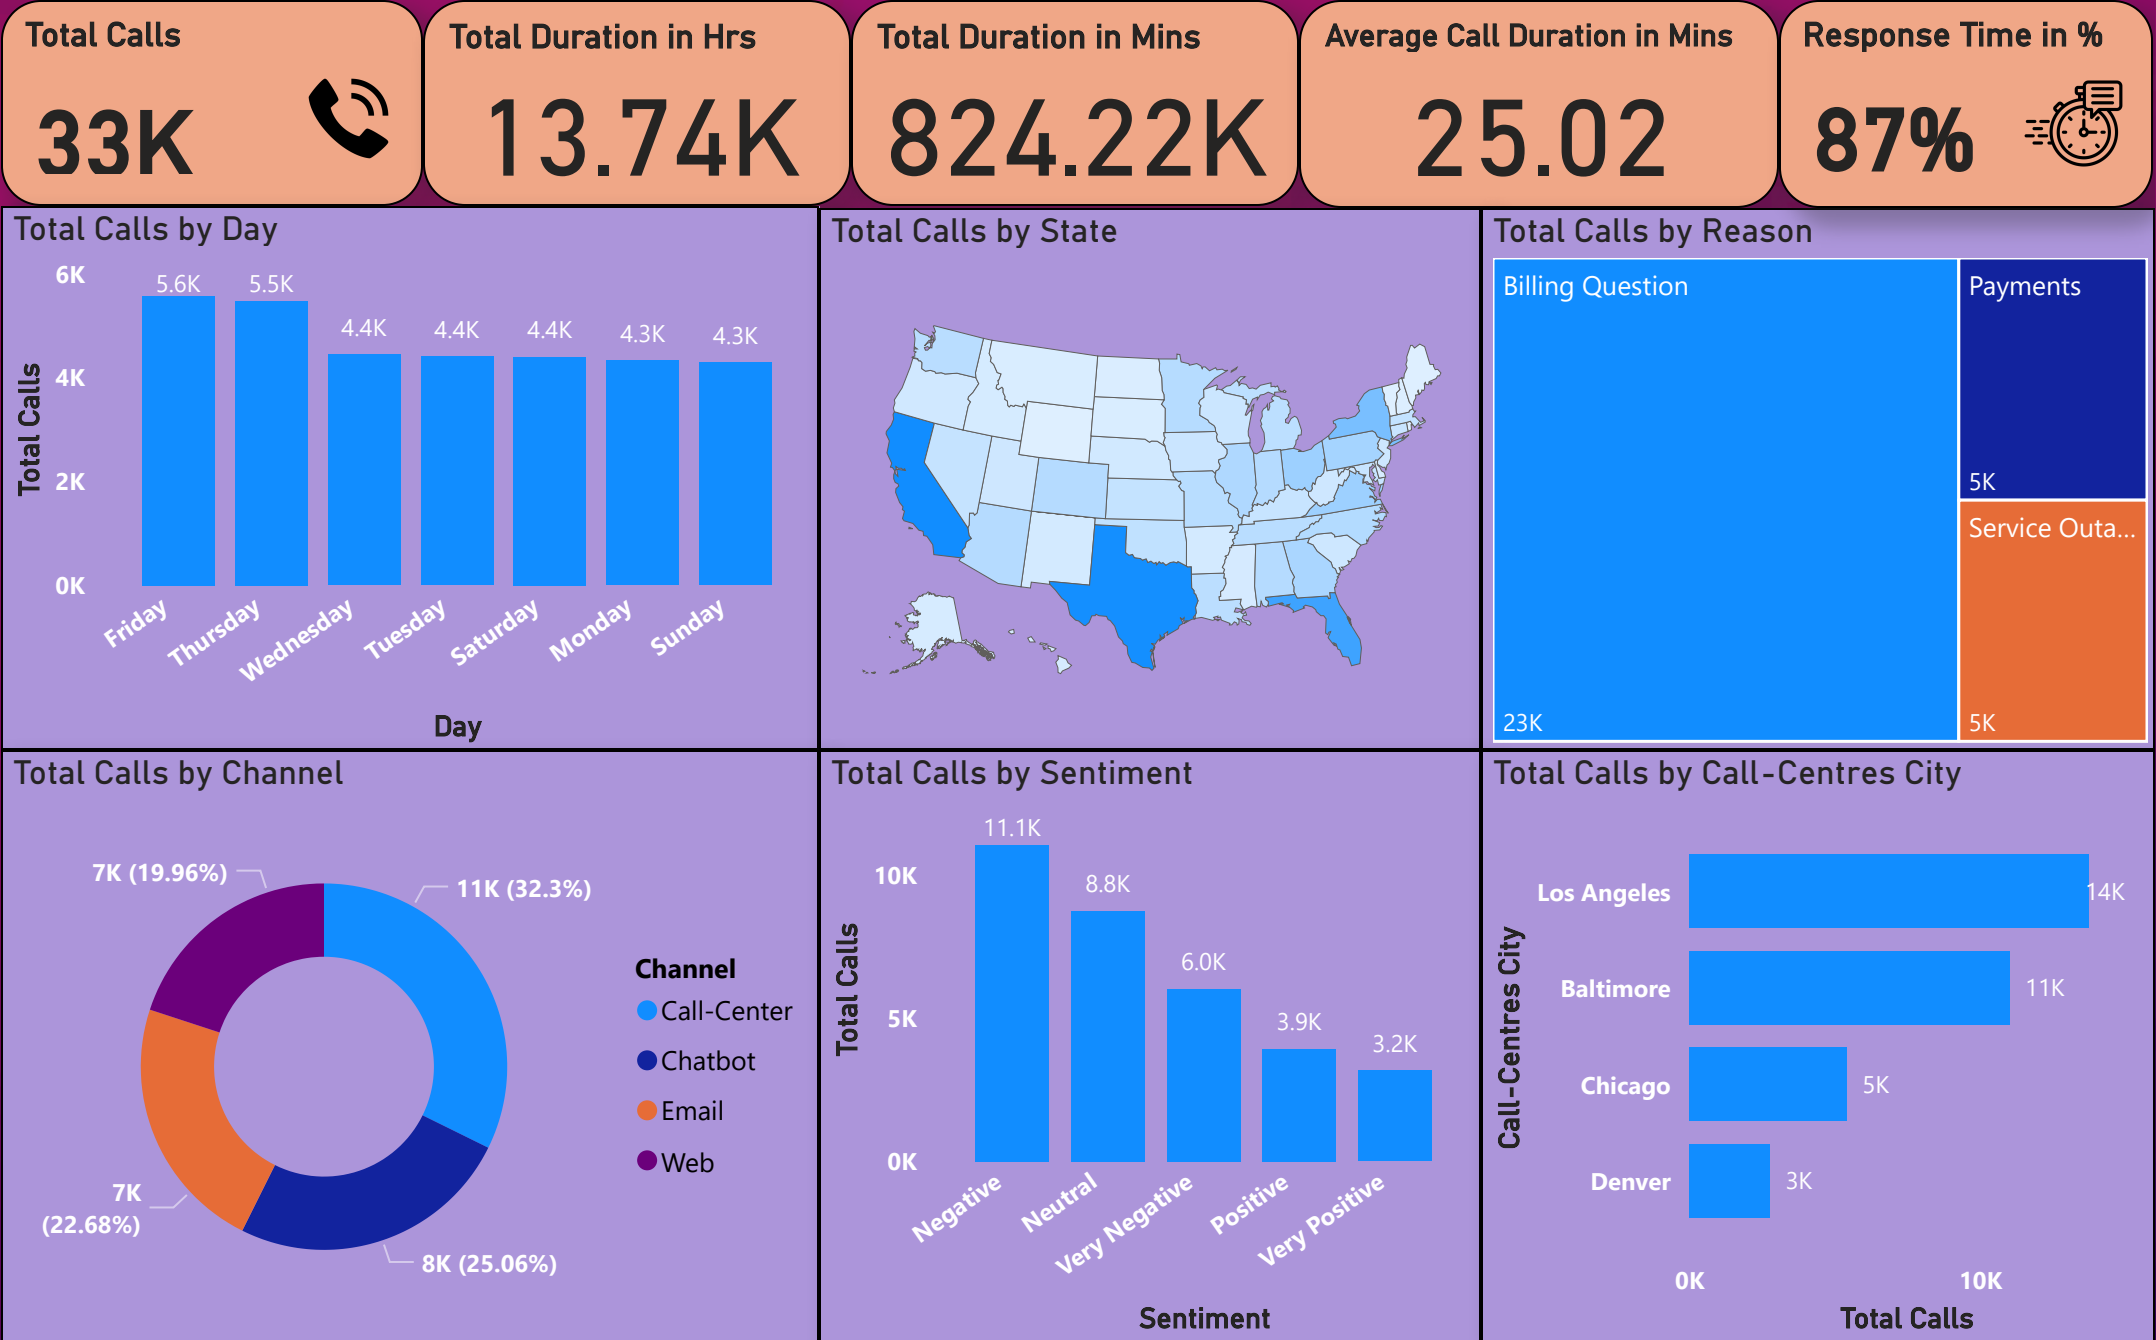 Total Calls
33K
Total Duration in Hrs
13.74K
Total Duration in Mins
824.22K
Average Call Duration in Mins
25.02
Response Time in %
87%
Total Calls by Day
Total Calls
6K
4K
2K
0K
5.6K
5.5K
4.4K
4.4K
4.4K
4.3K
4.3K
Friday
Thursday
Wednesday
Tuesday
Saturday
Monday
Sunday
Day
Total Calls by State
Total Calls by Reason
Billing Question
23K
Payments
5K
Service Outa...
5K
Total Calls by Channel
7K (19.96%)
11K (32.3%)
7K
(22.68%)
8K (25.06%)
Channel
Call-Center
Chatbot
Email
Web
Total Calls by Sentiment
Total Calls
10K
5K
0K
11.1K
8.8K
6.0K
3.9K
3.2K
Negative
Neutral
Very Negative
Positive
Very Positive
Sentiment
Total Calls by Call-Centres City
Call-Centres City
Los Angeles
14K
Baltimore
11K
Chicago
5K
Denver
3K
0K
10K
Total Calls